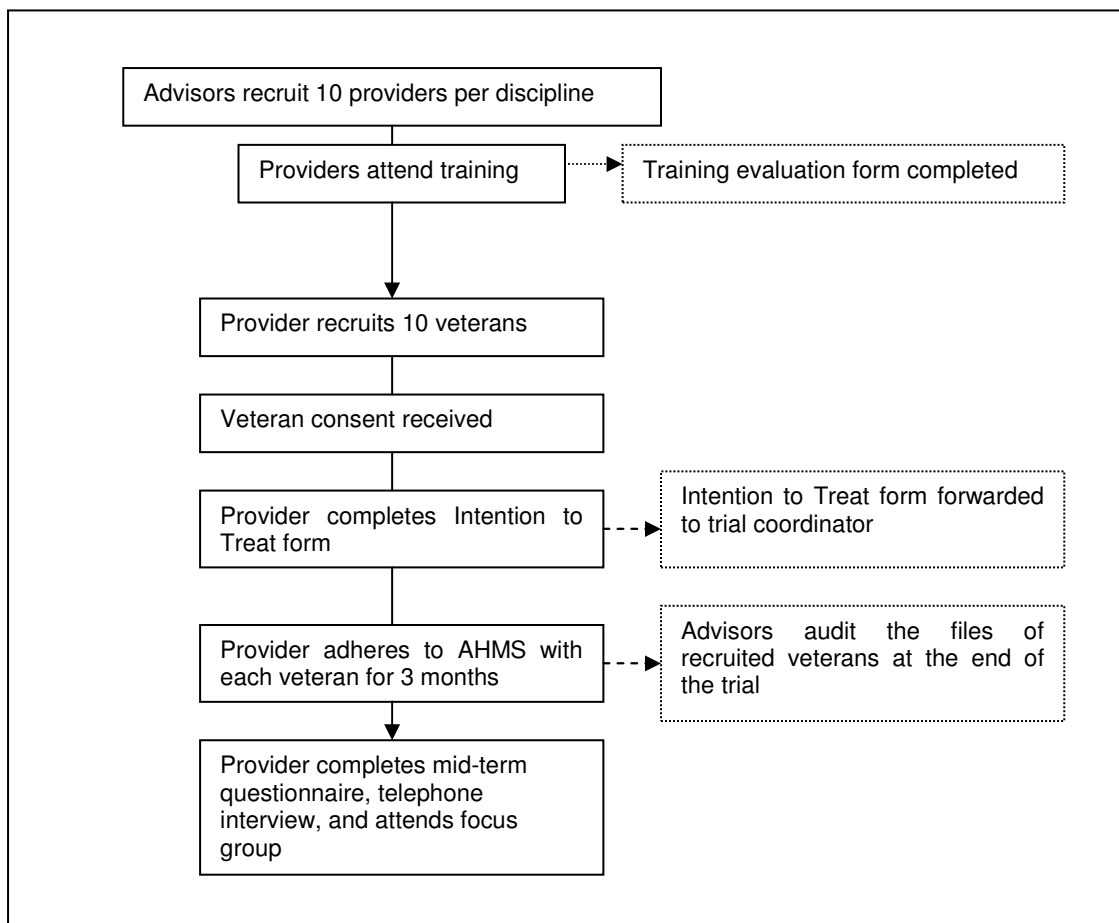 Advisors recruit 10 providers per discipline
Providers attend training
Training evaluation form completed
Provider recruits 10 veterans
Veteran consent received
Provider completes Intention to
Treat form
Intention to Treat form forwarded
to trial coordinator
Provider adheres to AHMS with
each veteran for 3 months
Advisors audit the files of
recruited veterans at the end of
the trial
Provider completes mid-term
questionnaire, telephone
interview, and attends focus
group